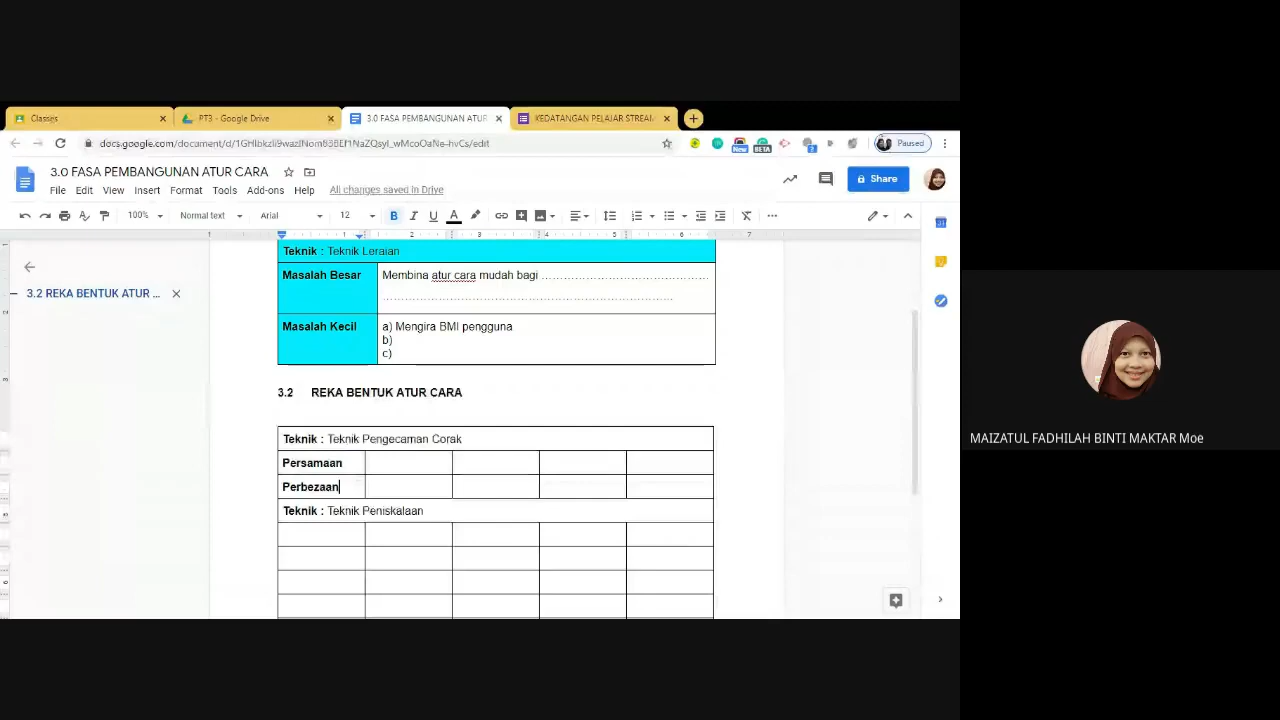 Classes
PT3 - Google Drive
3.0 FASA PEMBANGUNAN ATUR
KEDATANGAN PELAJAR STREAM
Paused
3.0 FASA PEMBANGUNAN ATUR CARA
File Edit View Insert Format Tools Add-ons Help All changes saved in Drive
Share
100% Normal text Arial 12
Teknik : Teknik Leraian
3.2 REKA BENTUK ATUR ...
Masalah Besar
Membina atur cara mudah bagi
Masalah Kecil
a) Mengira BMI pengguna
b)
c)
3.2 REKA BENTUK ATUR CARA
Teknik : Teknik Pengecaman Corak
Persamaan
Perbezaan
Teknik : Teknik Peniskalaan
MAIZATUL FADHILAH BINTI MAKTAR Moe